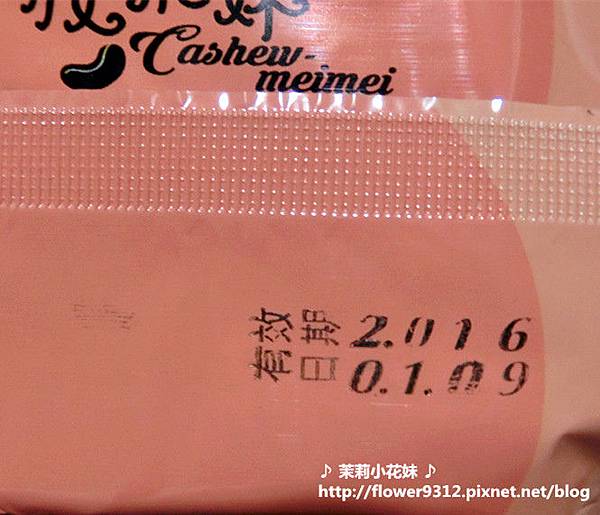 Cashew-
meimei
有效 日期 2.016
0.1.09
♪ 茉莉小花妹 ♪
http://flower9312.pixnet.net/blog